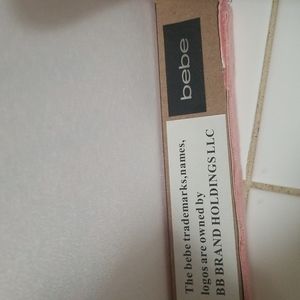 bebe
The bebe trademarks,names,
logos are owned by
BB BRAND HOLDINGS LLC